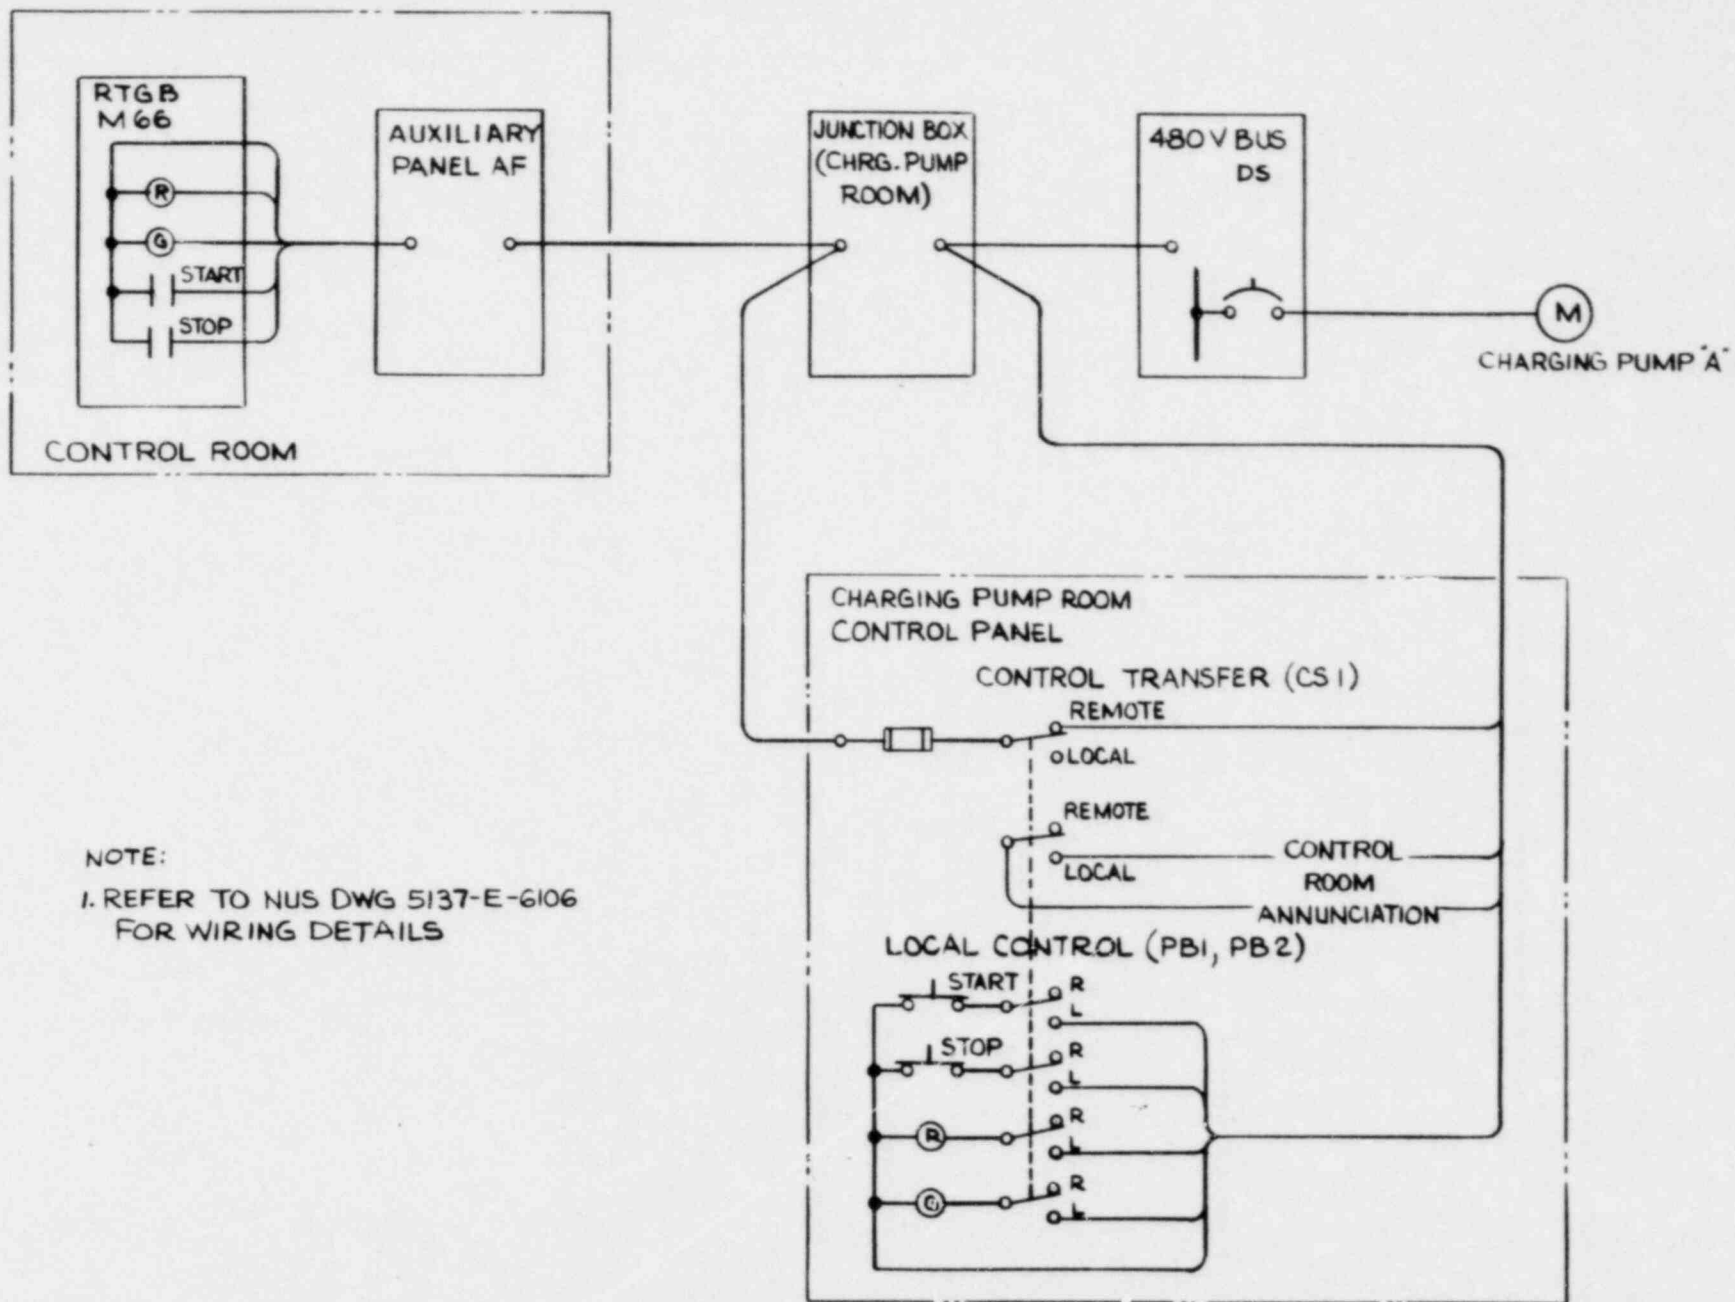 RTGB
M66
R
G
START
STOP
CONTROL ROOM
AUXILIARY
PANEL AF
JUNCTION BOX
(CHRG. PUMP
ROOM)
480V BUS
DS
M
CHARGING PUMP "A"
CHARGING PUMP ROOM
CONTROL PANEL
CONTROL TRANSFER (CS1)
REMOTE
LOCAL
REMOTE
LOCAL
CONTROL
ROOM
ANNUNCIATION
LOCAL CONTROL (PB1, PB2)
START
R
L
STOP
R
L
R
R
L
G
R
L
NOTE:
1. REFER TO NUS DWG 5137-E-6106
FOR WIRING DETAILS